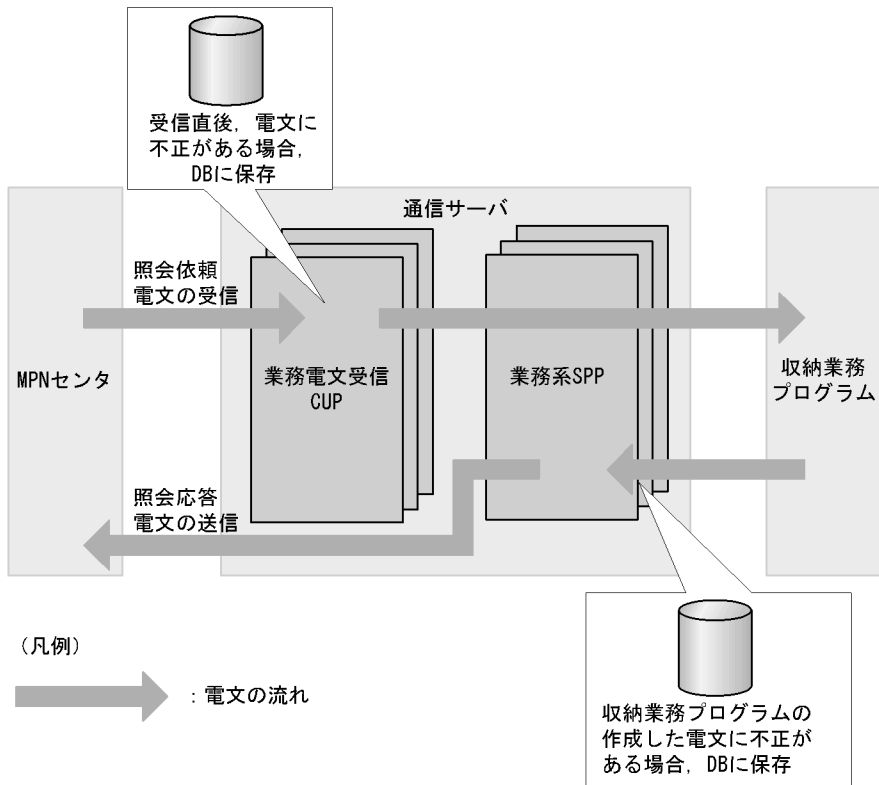 受信直後，電文に
不正がある場合，
DBに保存
通信サーバ
照会依頼
電文の受信
MPNセンタ
業務電文受信
CUP
業務系SPP
収納業務
プログラム
照会応答
電文の送信
（凡例）
：電文の流れ
収納業務プログラムの
作成した電文に不正が
ある場合，DBに保存